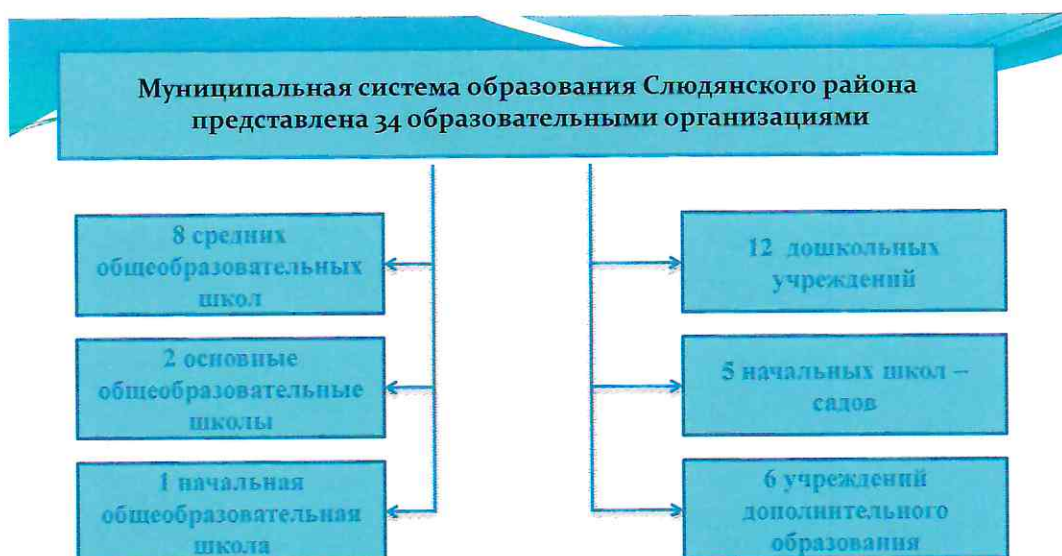 Муниципальная система образования Слюдянского района
представлена 34 образовательными организациями
8 средних
общеобразовательных
школ
2 основные
общеобразовательные
школы
1 начальная
общеобразовательная
школа
12 дошкольных
учреждений
5 начальных школ –
садов
6 учреждений
дополнительного
образования